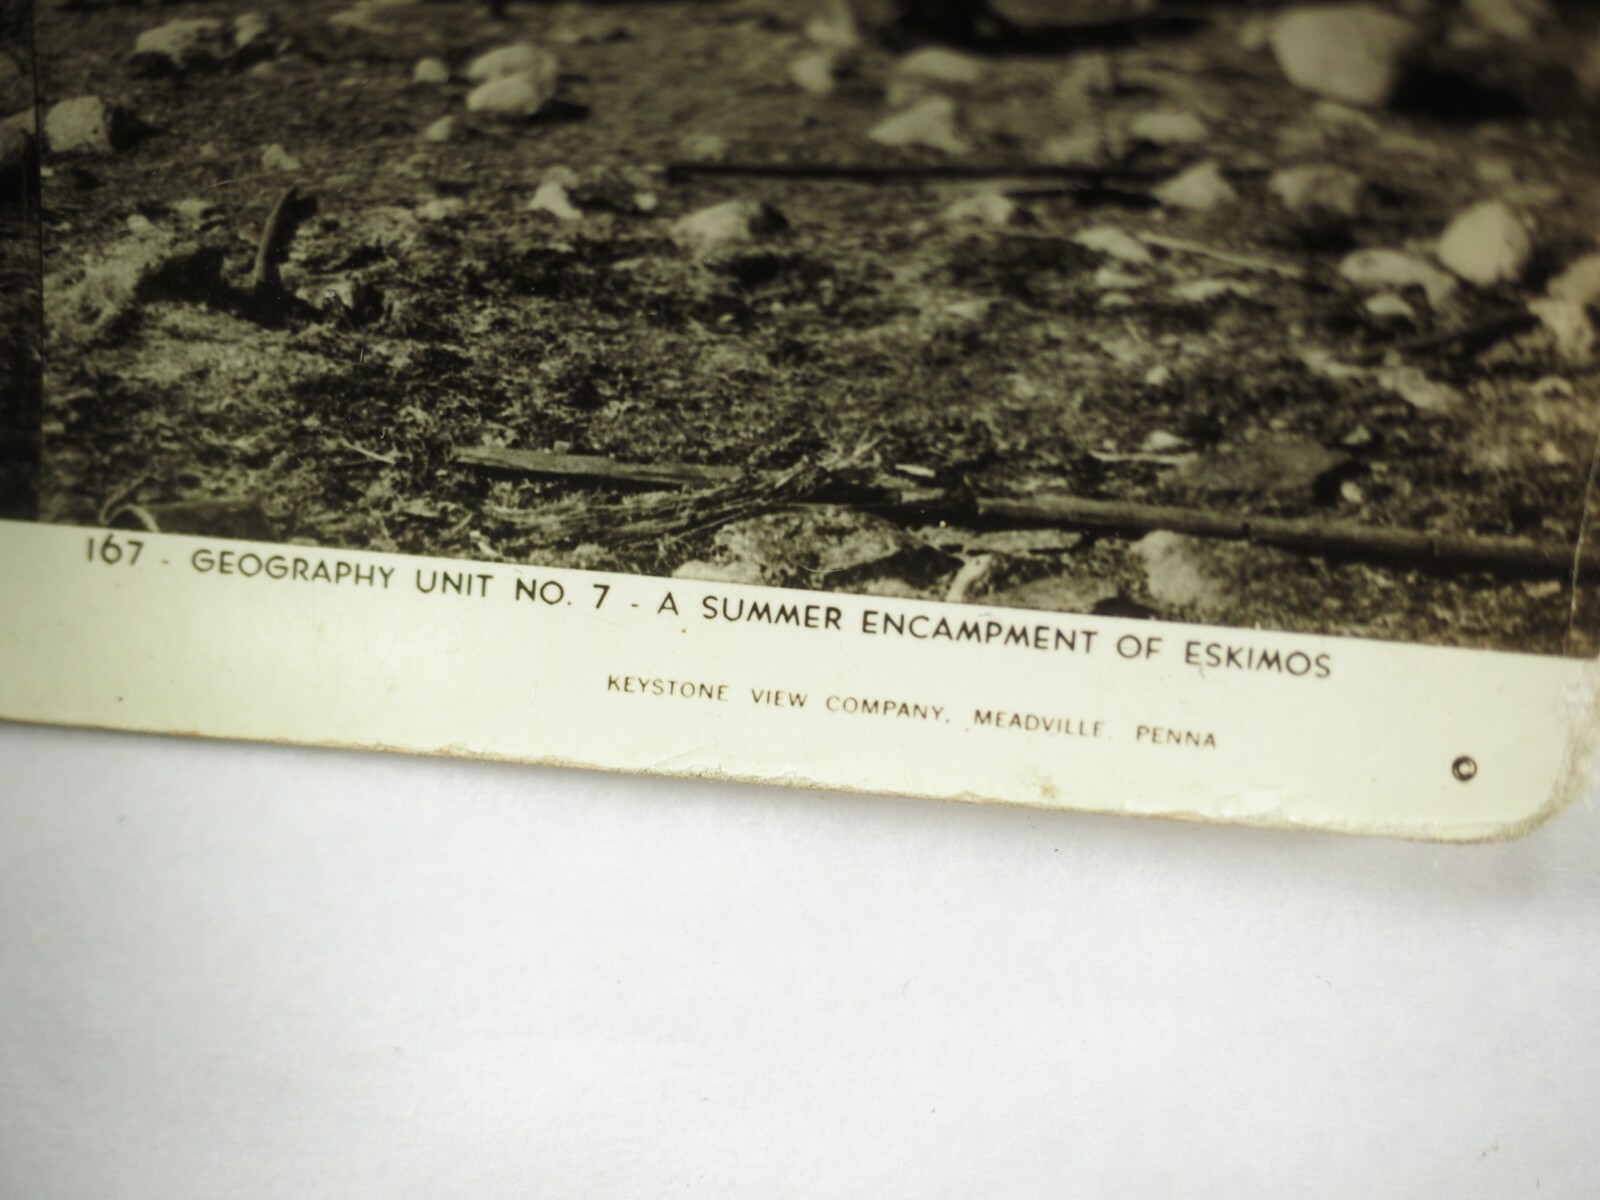 167 - GEOGRAPHY UNIT NO. 7 - A SUMMER ENCAMPMENT OF ESKIMOS
KEYSTONE VIEW COMPANY, MEADVILLE, PENNA
©